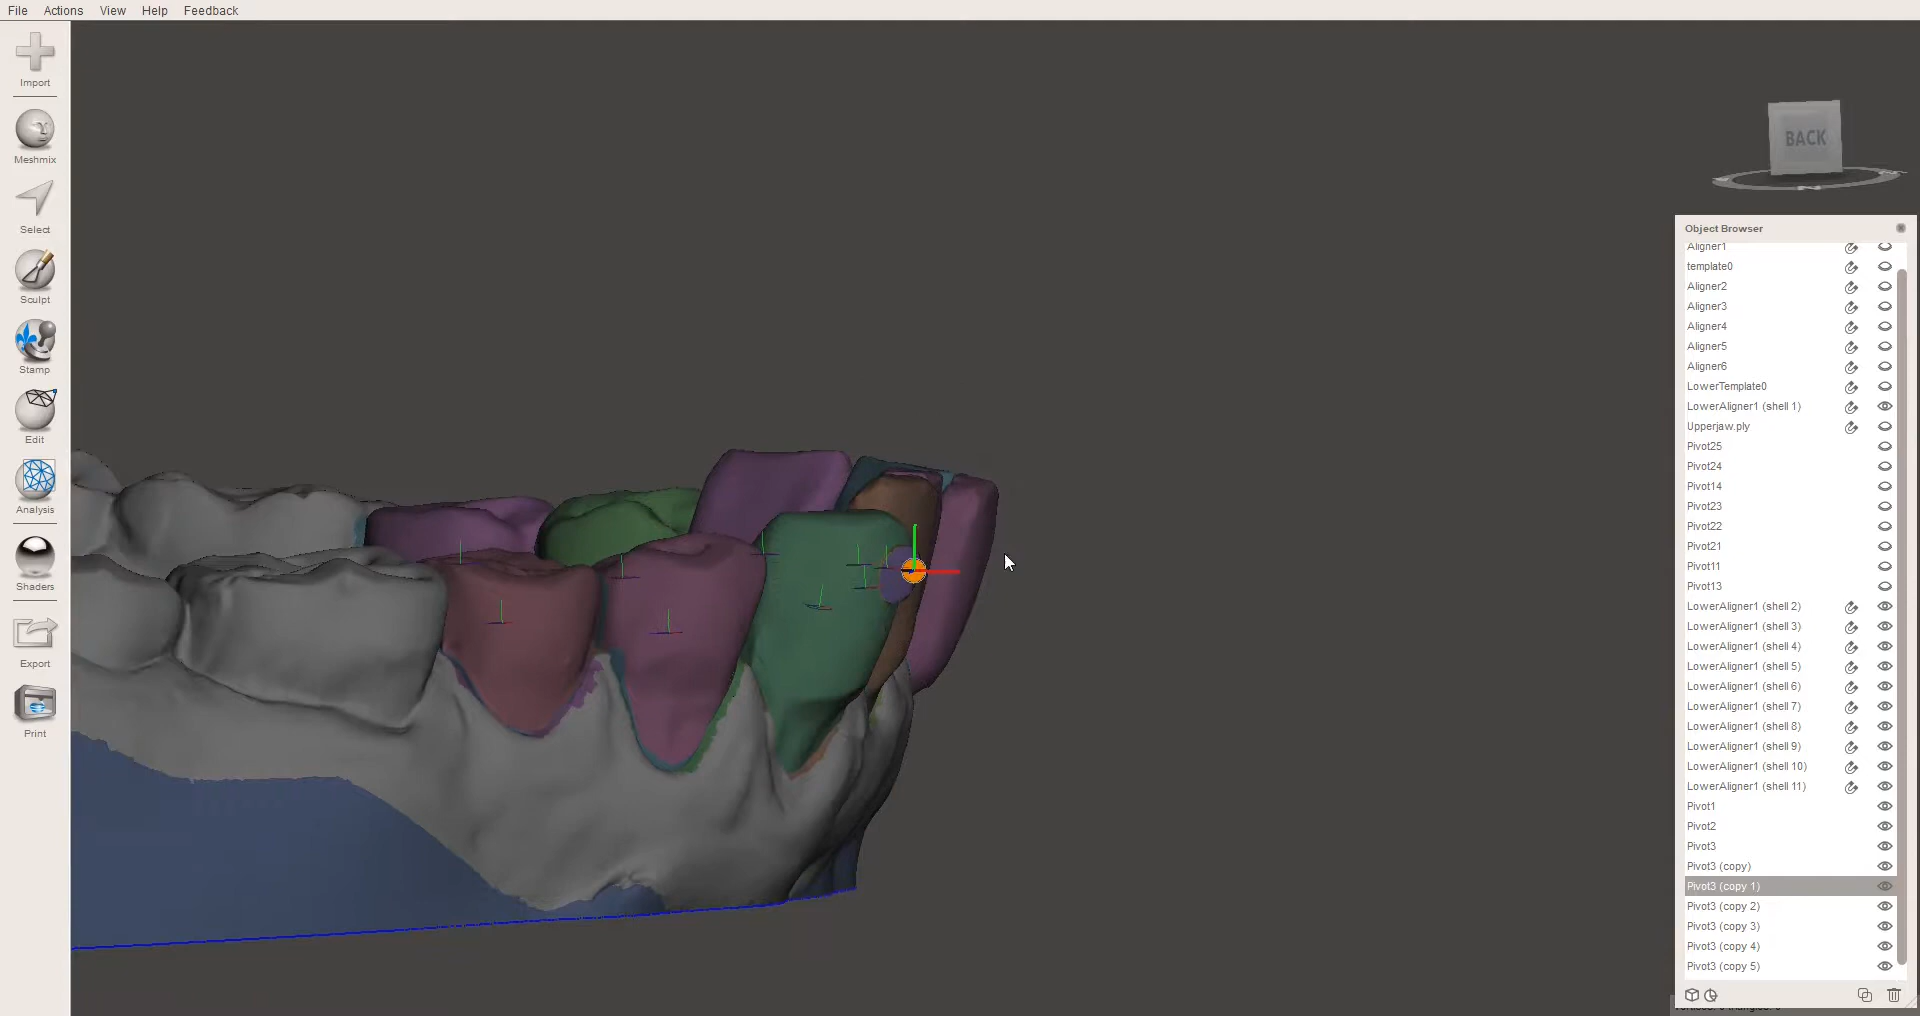 File Actions View Help Feedback
Import
Meshmix
Select
Sculpt
Stamp
Edit
Analysis
Shaders
Export
Print
BACK
Object Browser
Aligner1
template0
Aligner2
Aligner3
Aligner4
Aligner5
Aligner6
LowerTemplate0
LowerAligner1 (shell 1)
Upperjaw.ply
Pivot25
Pivot24
Pivot14
Pivot23
Pivot22
Pivot21
Pivot11
Pivot13
LowerAligner1 (shell 2)
LowerAligner1 (shell 3)
LowerAligner1 (shell 4)
LowerAligner1 (shell 5)
LowerAligner1 (shell 6)
LowerAligner1 (shell 7)
LowerAligner1 (shell 8)
LowerAligner1 (shell 9)
LowerAligner1 (shell 10)
LowerAligner1 (shell 11)
Pivot1
Pivot2
Pivot3
Pivot3 (copy)
Pivot3 (copy 1)
Pivot3 (copy 2)
Pivot3 (copy 3)
Pivot3 (copy 4)
Pivot3 (copy 5)